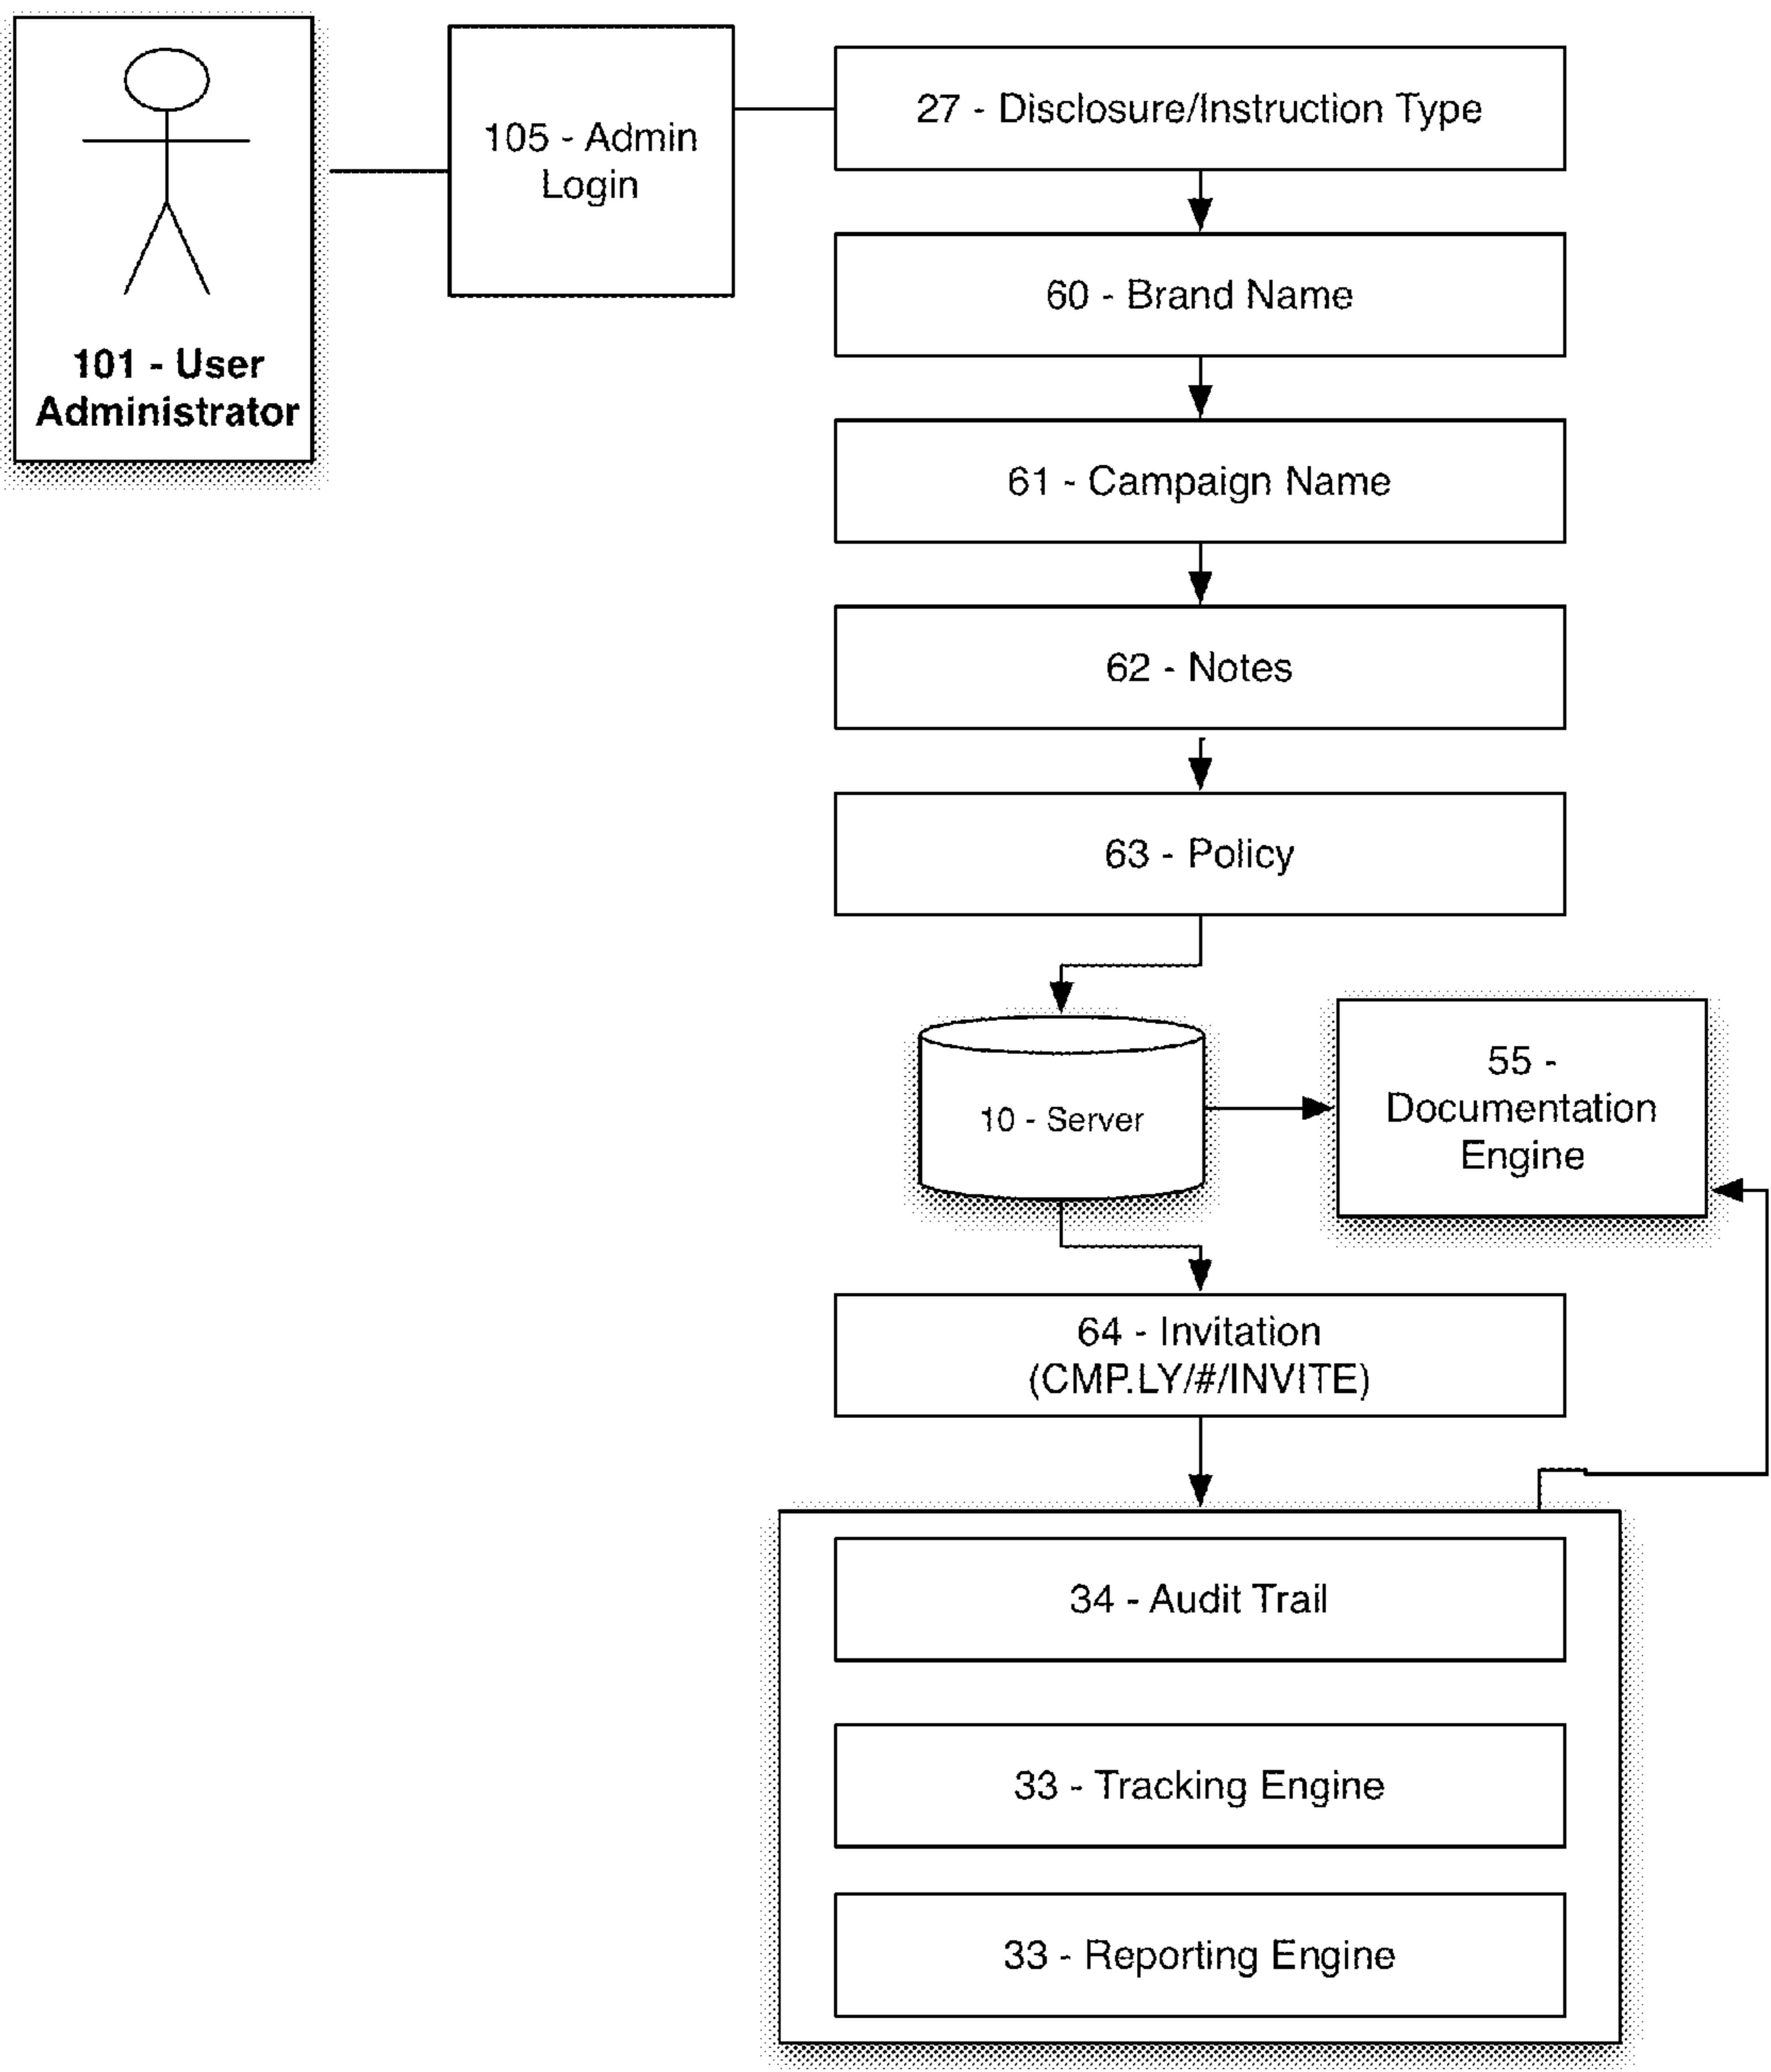 101 - User
Administrator
105 - Admin
Login
27 - Disclosure/Instruction Type
60 - Brand Name
61 - Campaign Name
62 - Notes
63 - Policy
10 - Server
55 -
Documentation
Engine
64 - Invitation
(CMP.LY/#/INVITE)
34 - Audit Trail
33 - Tracking Engine
33 - Reporting Engine